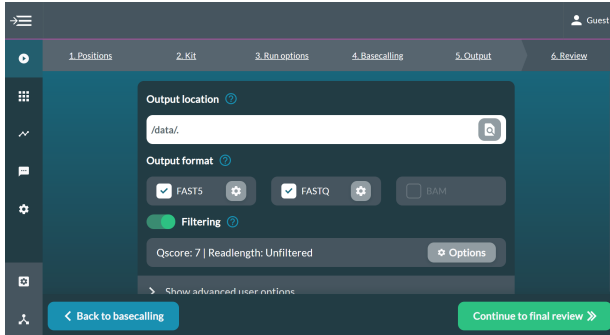 Guest
1. Positions 2. Kit 3. Run options 4. Basecalling 5. Output 6. Review
Output location
/data/.
Output format
FAST5 FASTQ BAM
Filtering
Qscore: 7 | Readlength: Unfiltered Options
Show advanced user options
Back to basecalling Continue to final review